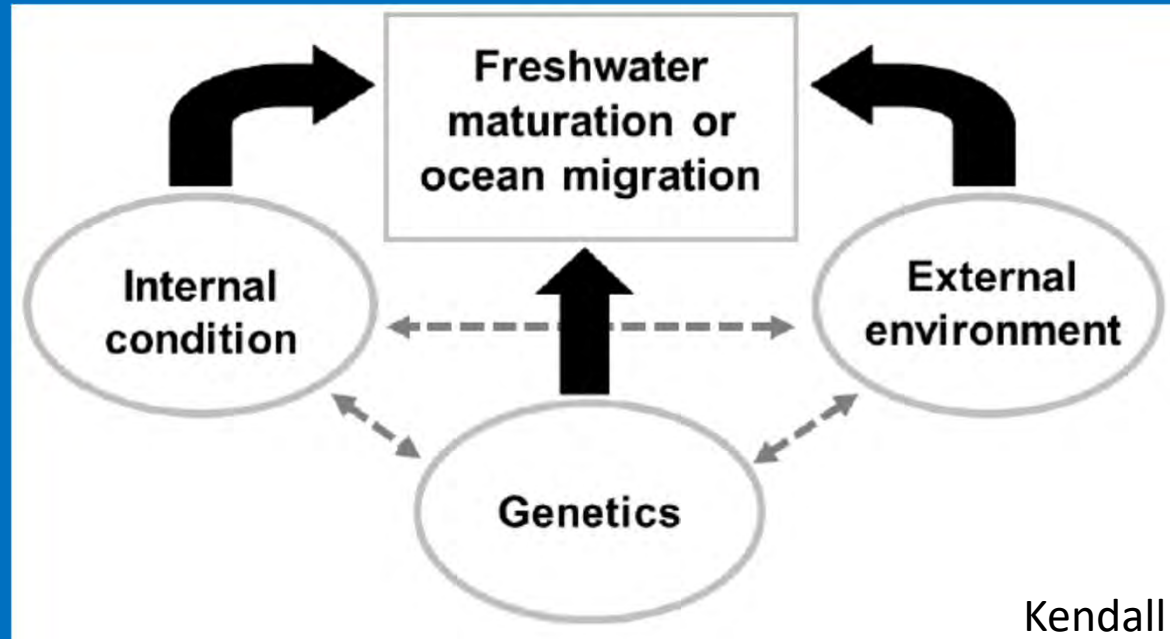 Freshwater
maturation or
ocean migration
Internal
condition
External
environment
Genetics
Kendall